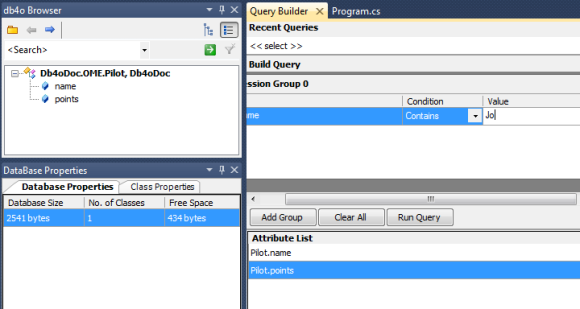 db4o Browser
<Search>
Db4oDoc.OME.Pilot, Db4oDoc
name
points
DataBase Properties
Database Properties Class Properties
Database Size No. of Classes Free Space
2541 bytes 1 434 bytes
Query Builder Program.cs
Recent Queries
<< select >>
Build Query
ession Group 0
Condition Value
me Contains Jo
Add Group Clear All Run Query
Attribute List
Pilot.name
Pilot.points